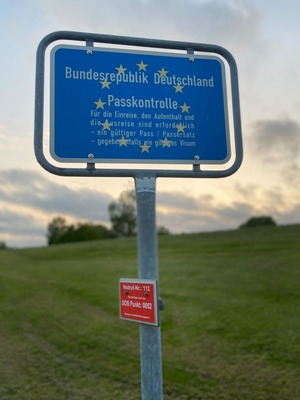 Bundesrepublik Deutschland
Passkontrolle
Für die Einreise, den Aufenthalt und
die Ausreise sind erforderlich
– ein gültiger Pass / Passersatz
– gegebenenfalls ein gültiges Visum
Notruf-Nr.: 112
SOS Punkt: 0052